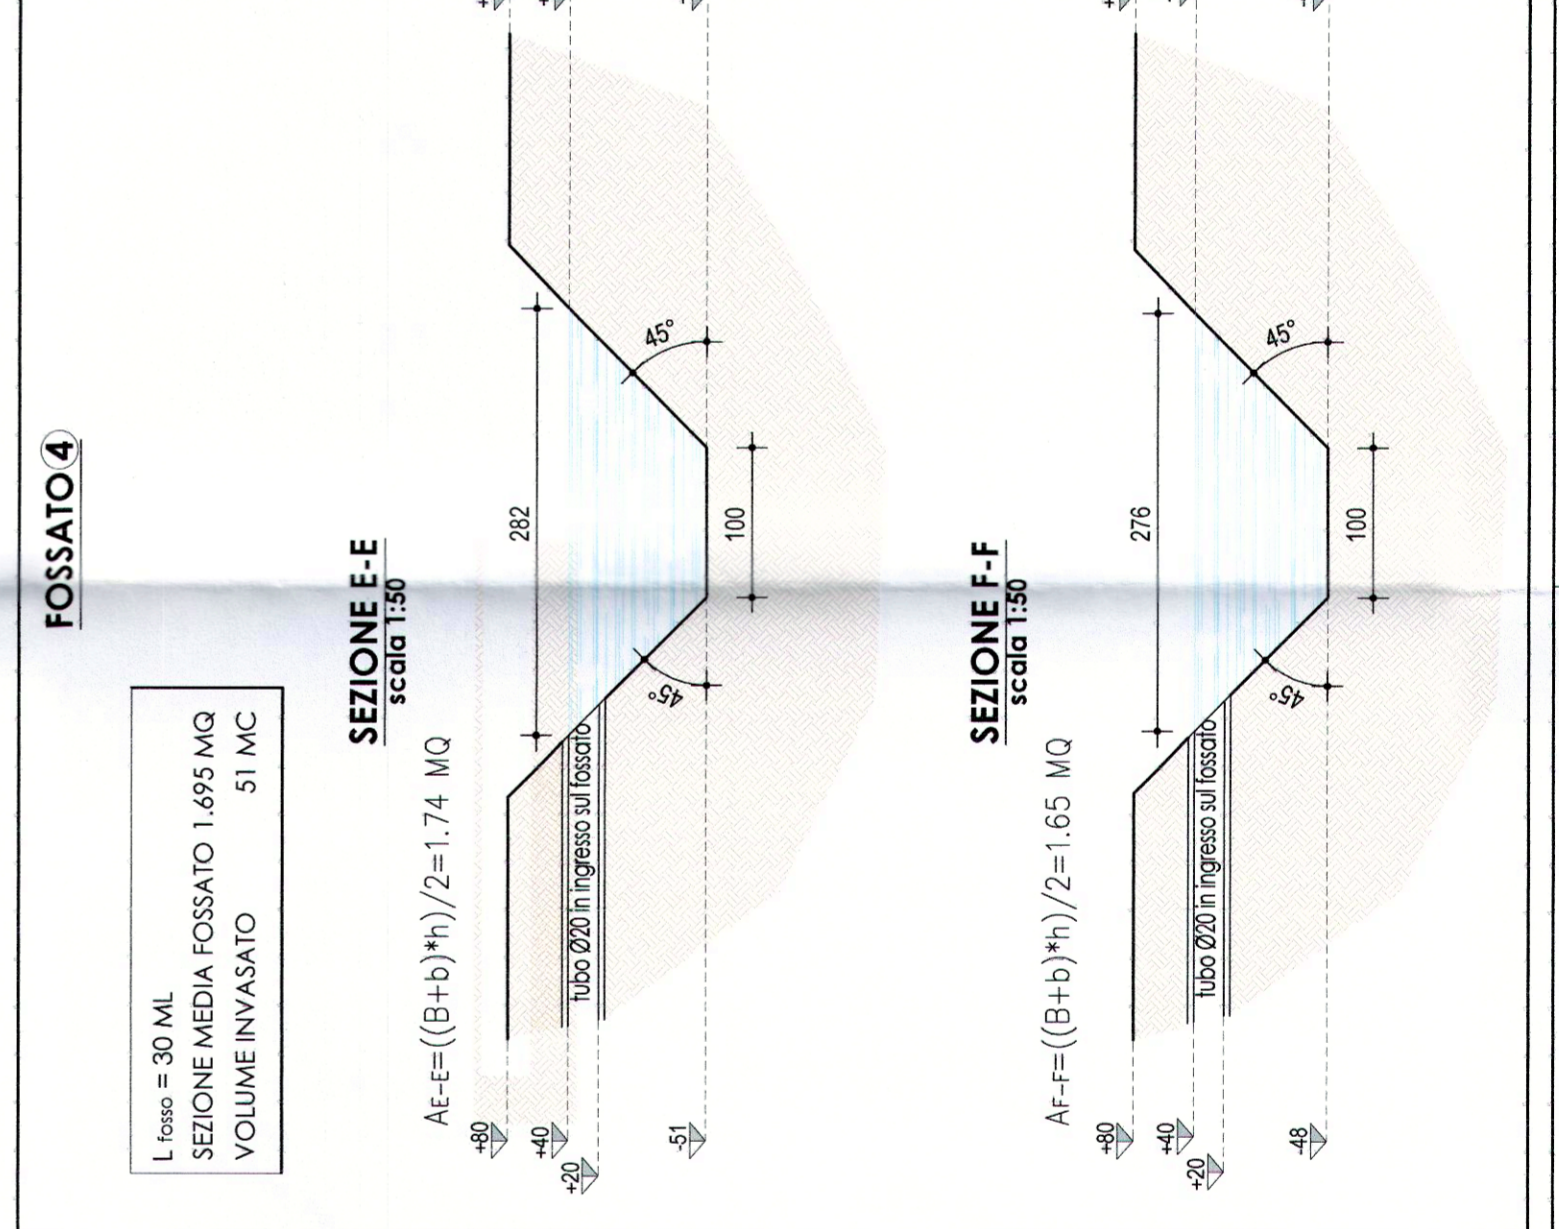 FOSSATO 4
L fosso = 30 ML
SEZIONE MEDIA FOSSATO 1.695 MQ
VOLUME INVASATO 51 MC
SEZIONE E-E
scala 1:50
AE-E=((B+b)*h)/2=1.74 MQ
+80
+40
+20
-51
282
100
45°
45°
tubo Ø20 in ingresso sul fossato
SEZIONE F-F
scala 1:50
AF-F=((B+b)*h)/2=1.65 MQ
+80
+40
+20
-48
276
100
45°
45°
tubo Ø20 in ingresso sul fossato